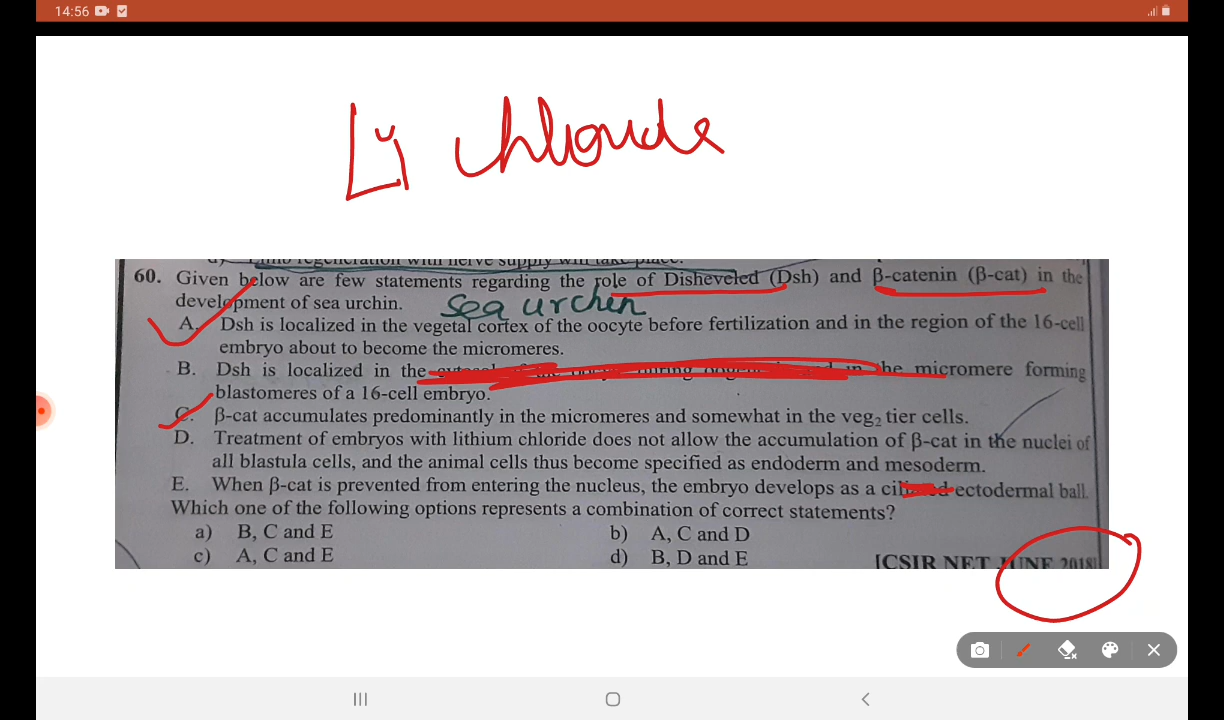 14:56
Li chloride
60. Given below are few statements regarding the role of Disheveled (Dsh) and β-catenin (β-cat) in the
development of sea urchin. Sea urchen
A. Dsh is localized in the vegetal cortex of the oocyte before fertilization and in the region of the 16-cell
embryo about to become the micromeres.
B. Dsh is localized in the micromere forming
blastomeres of a 16-cell embryo.
C. β-cat accumulates predominantly in the micromeres and somewhat in the veg₂ tier cells.
D. Treatment of embryos with lithium chloride does not allow the accumulation of β-cat in the nuclei of
all blastula cells, and the animal cells thus become specified as endoderm and mesoderm.
E. When β-cat is prevented from entering the nucleus, the embryo develops as a ciliated ectodermal ball.
Which one of the following options represents a combination of correct statements?
a) B, C and E b) A, C and D
c) A, C and E d) B, D and E
[CSIR NET JUNE 2018]